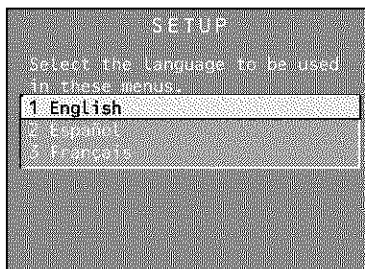 SETUP
Select the language to be used
in these menus.
1 English
2 Español
3 Français